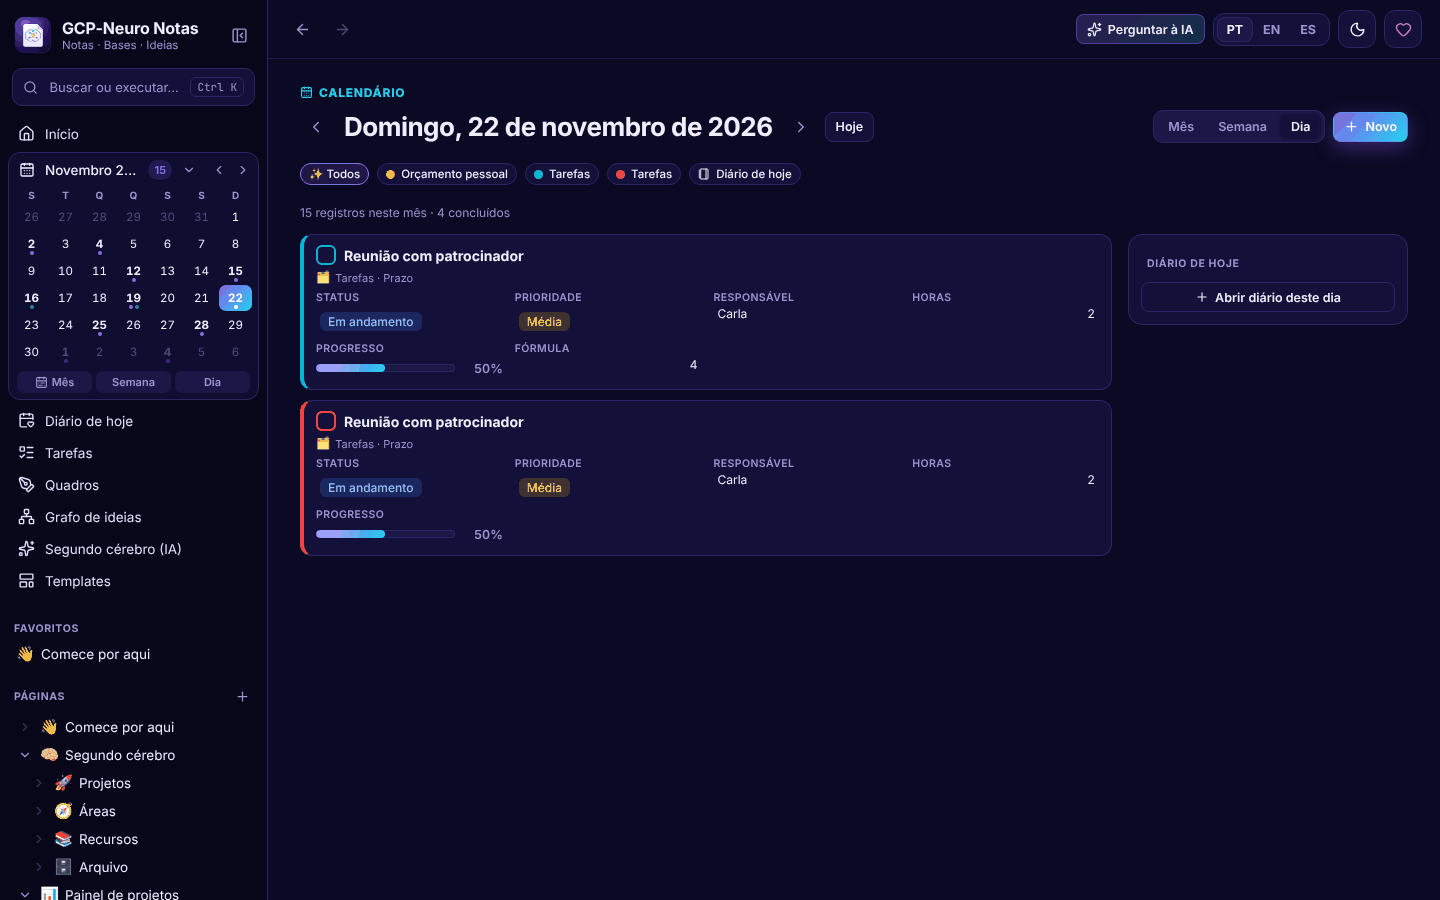 GCP-Neuro Notas
Notas · Bases · Ideias
Buscar ou executar... Ctrl K
Início
Novembro 2... 15
S T Q Q S S D
26 27 28 29 30 31 1
2 3 4 5 6 7 8
9 10 11 12 13 14 15
16 17 18 19 20 21 22
23 24 25 26 27 28 29
30 1 2 3 4 5 6
Mês Semana Dia
Diário de hoje
Tarefas
Quadros
Grafo de ideias
Segundo cérebro (IA)
Templates
FAVORITOS
Comece por aqui
PÁGINAS
Comece por aqui
Segundo cérebro
Projetos
Áreas
Recursos
Arquivo
Painel de projetos
Perguntar à IA PT EN ES
CALENDÁRIO
Domingo, 22 de novembro de 2026 Hoje
Mês Semana Dia Novo
Todos Orçamento pessoal Tarefas Tarefas Diário de hoje
15 registros neste mês · 4 concluídos
Reunião com patrocinador
Tarefas · Prazo
STATUS PRIORIDADE RESPONSÁVEL HORAS
Em andamento Média Carla 2
PROGRESSO FÓRMULA
50% 4
Reunião com patrocinador
Tarefas · Prazo
STATUS PRIORIDADE RESPONSÁVEL HORAS
Em andamento Média Carla 2
PROGRESSO
50%
DIÁRIO DE HOJE
Abrir diário deste dia